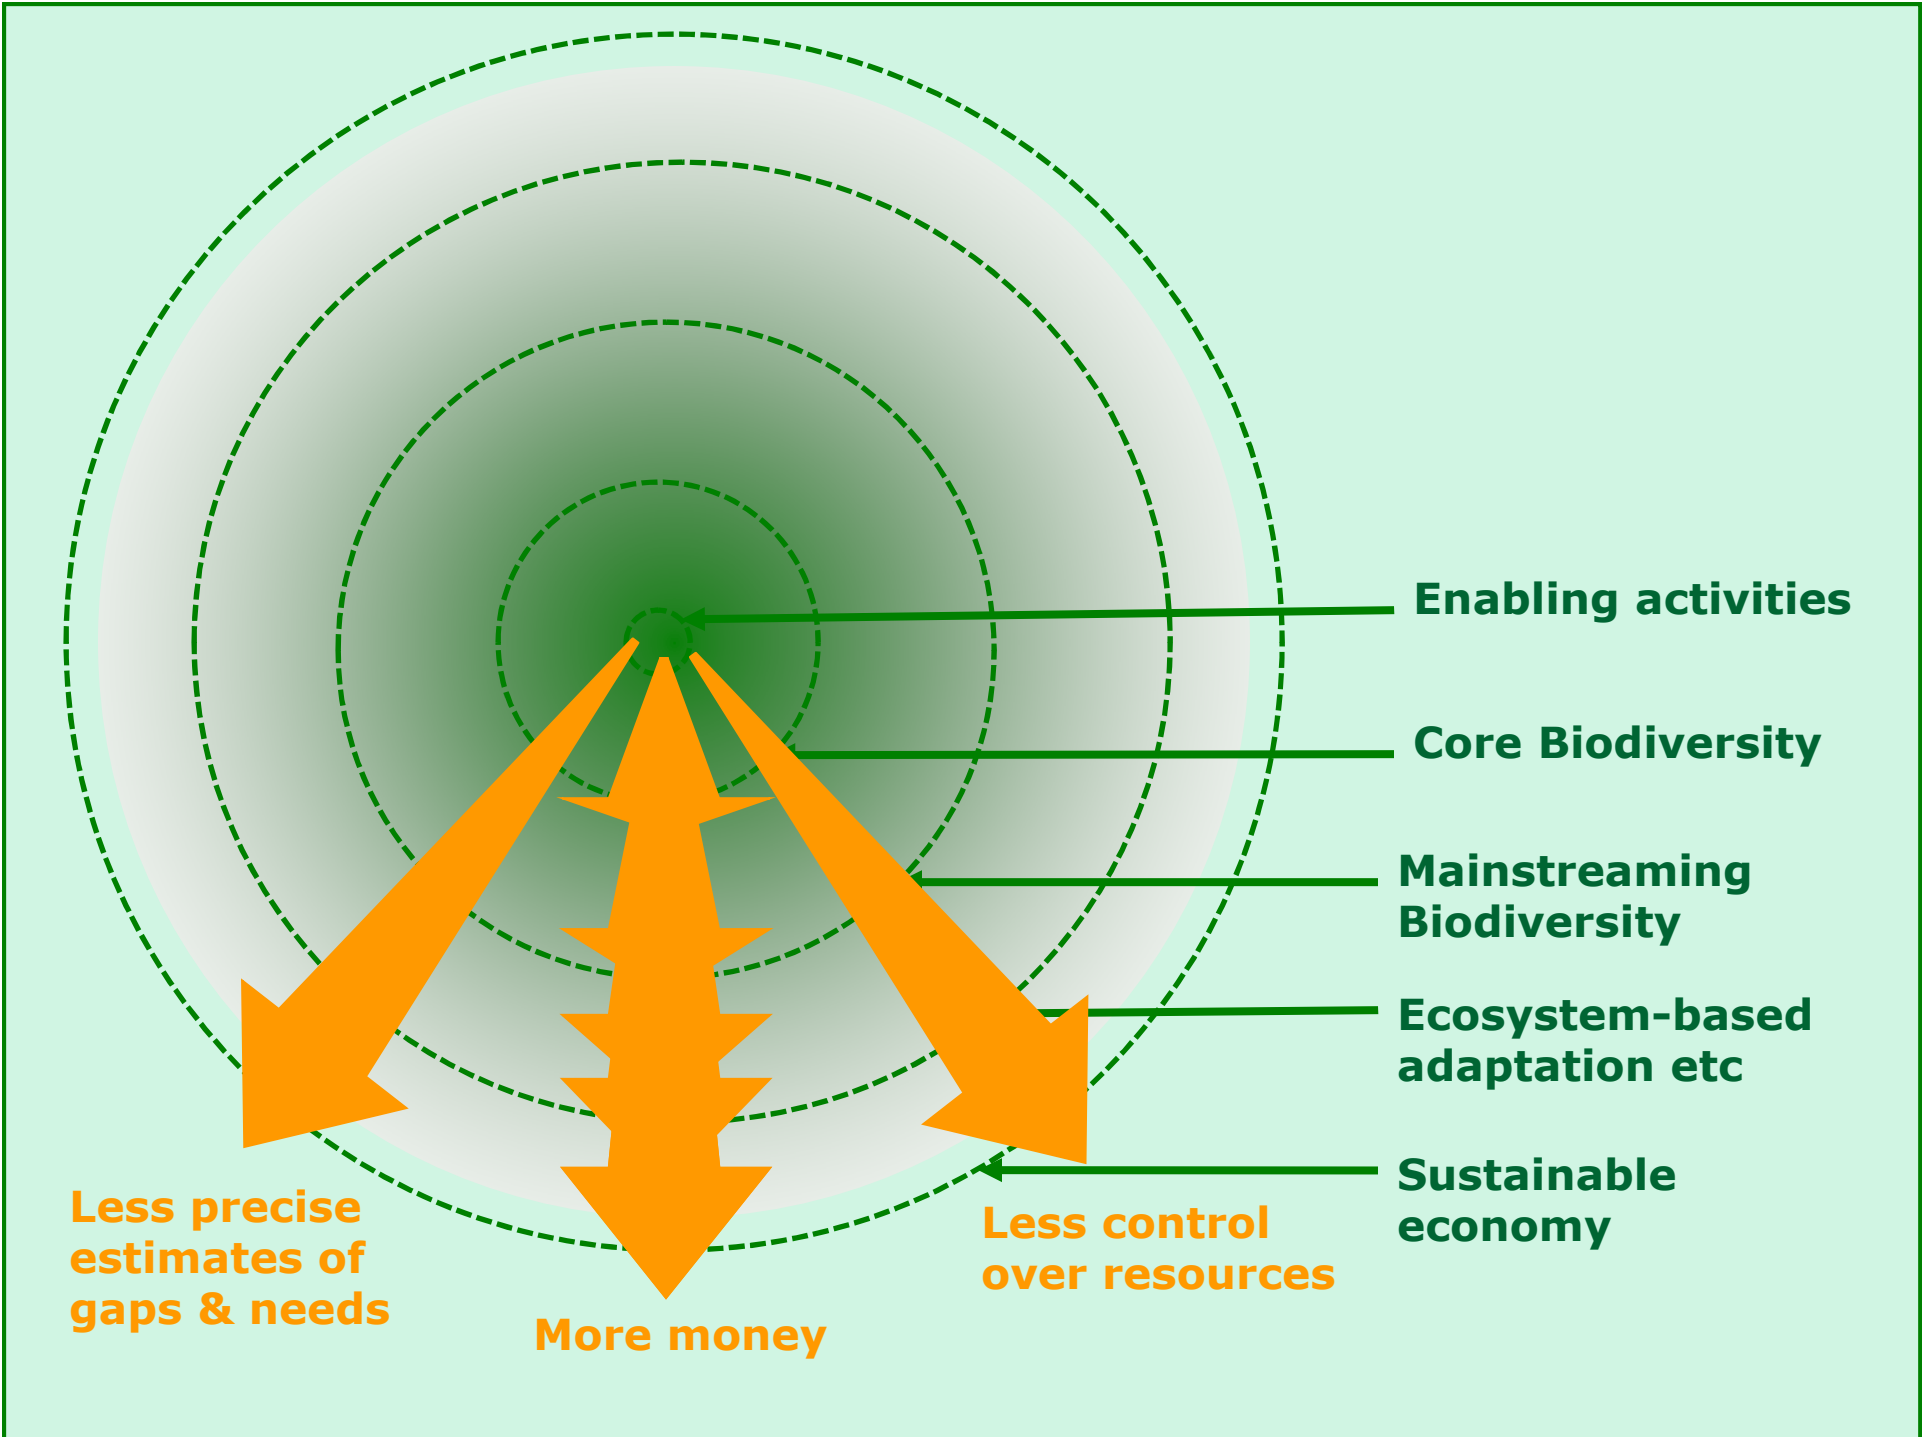 Enabling activities
Core Biodiversity
Mainstreaming
Biodiversity
Ecosystem-based
adaptation etc
Sustainable
economy
Less precise
estimates of
gaps & needs
More money
Less control
over resources